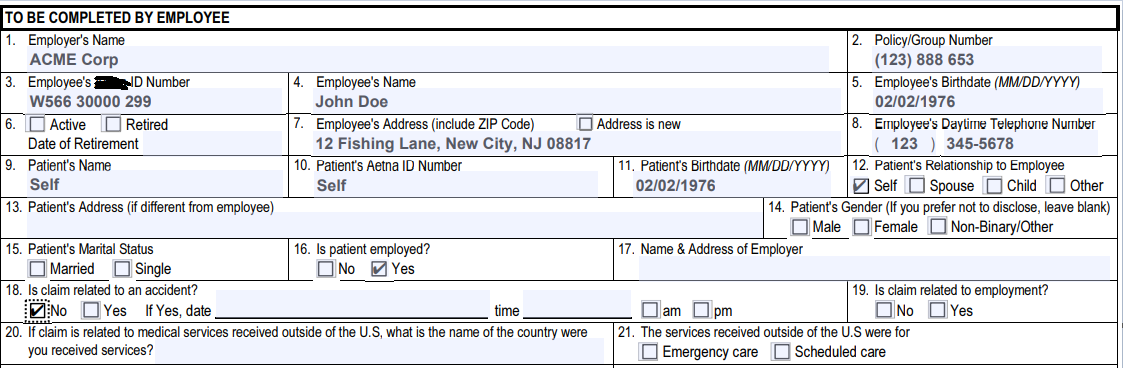 TO BE COMPLETED BY EMPLOYEE
1. Employer's Name
ACME Corp
2. Policy/Group Number
(123) 888 653
3. Employee's ID Number
W566 30000 299
4. Employee's Name
John Doe
5. Employee's Birthdate (MM/DD/YYYY)
02/02/1976
6. Active Retired
Date of Retirement
7. Employee's Address (include ZIP Code) Address is new
12 Fishing Lane, New City, NJ 08817
8. Employee's Daytime Telephone Number
( 123 ) 345-5678
9. Patient's Name
Self
10. Patient's Aetna ID Number
Self
11. Patient's Birthdate (MM/DD/YYYY)
02/02/1976
12. Patient's Relationship to Employee
Self Spouse Child Other
13. Patient's Address (if different from employee)
14. Patient's Gender (If you prefer not to disclose, leave blank)
Male Female Non-Binary/Other
15. Patient's Marital Status
Married Single
16. Is patient employed?
No Yes
17. Name & Address of Employer
18. Is claim related to an accident?
No Yes If Yes, date time am pm
19. Is claim related to employment?
No Yes
20. If claim is related to medical services received outside of the U.S, what is the name of the country were
you received services?
21. The services received outside of the U.S were for
Emergency care Scheduled care